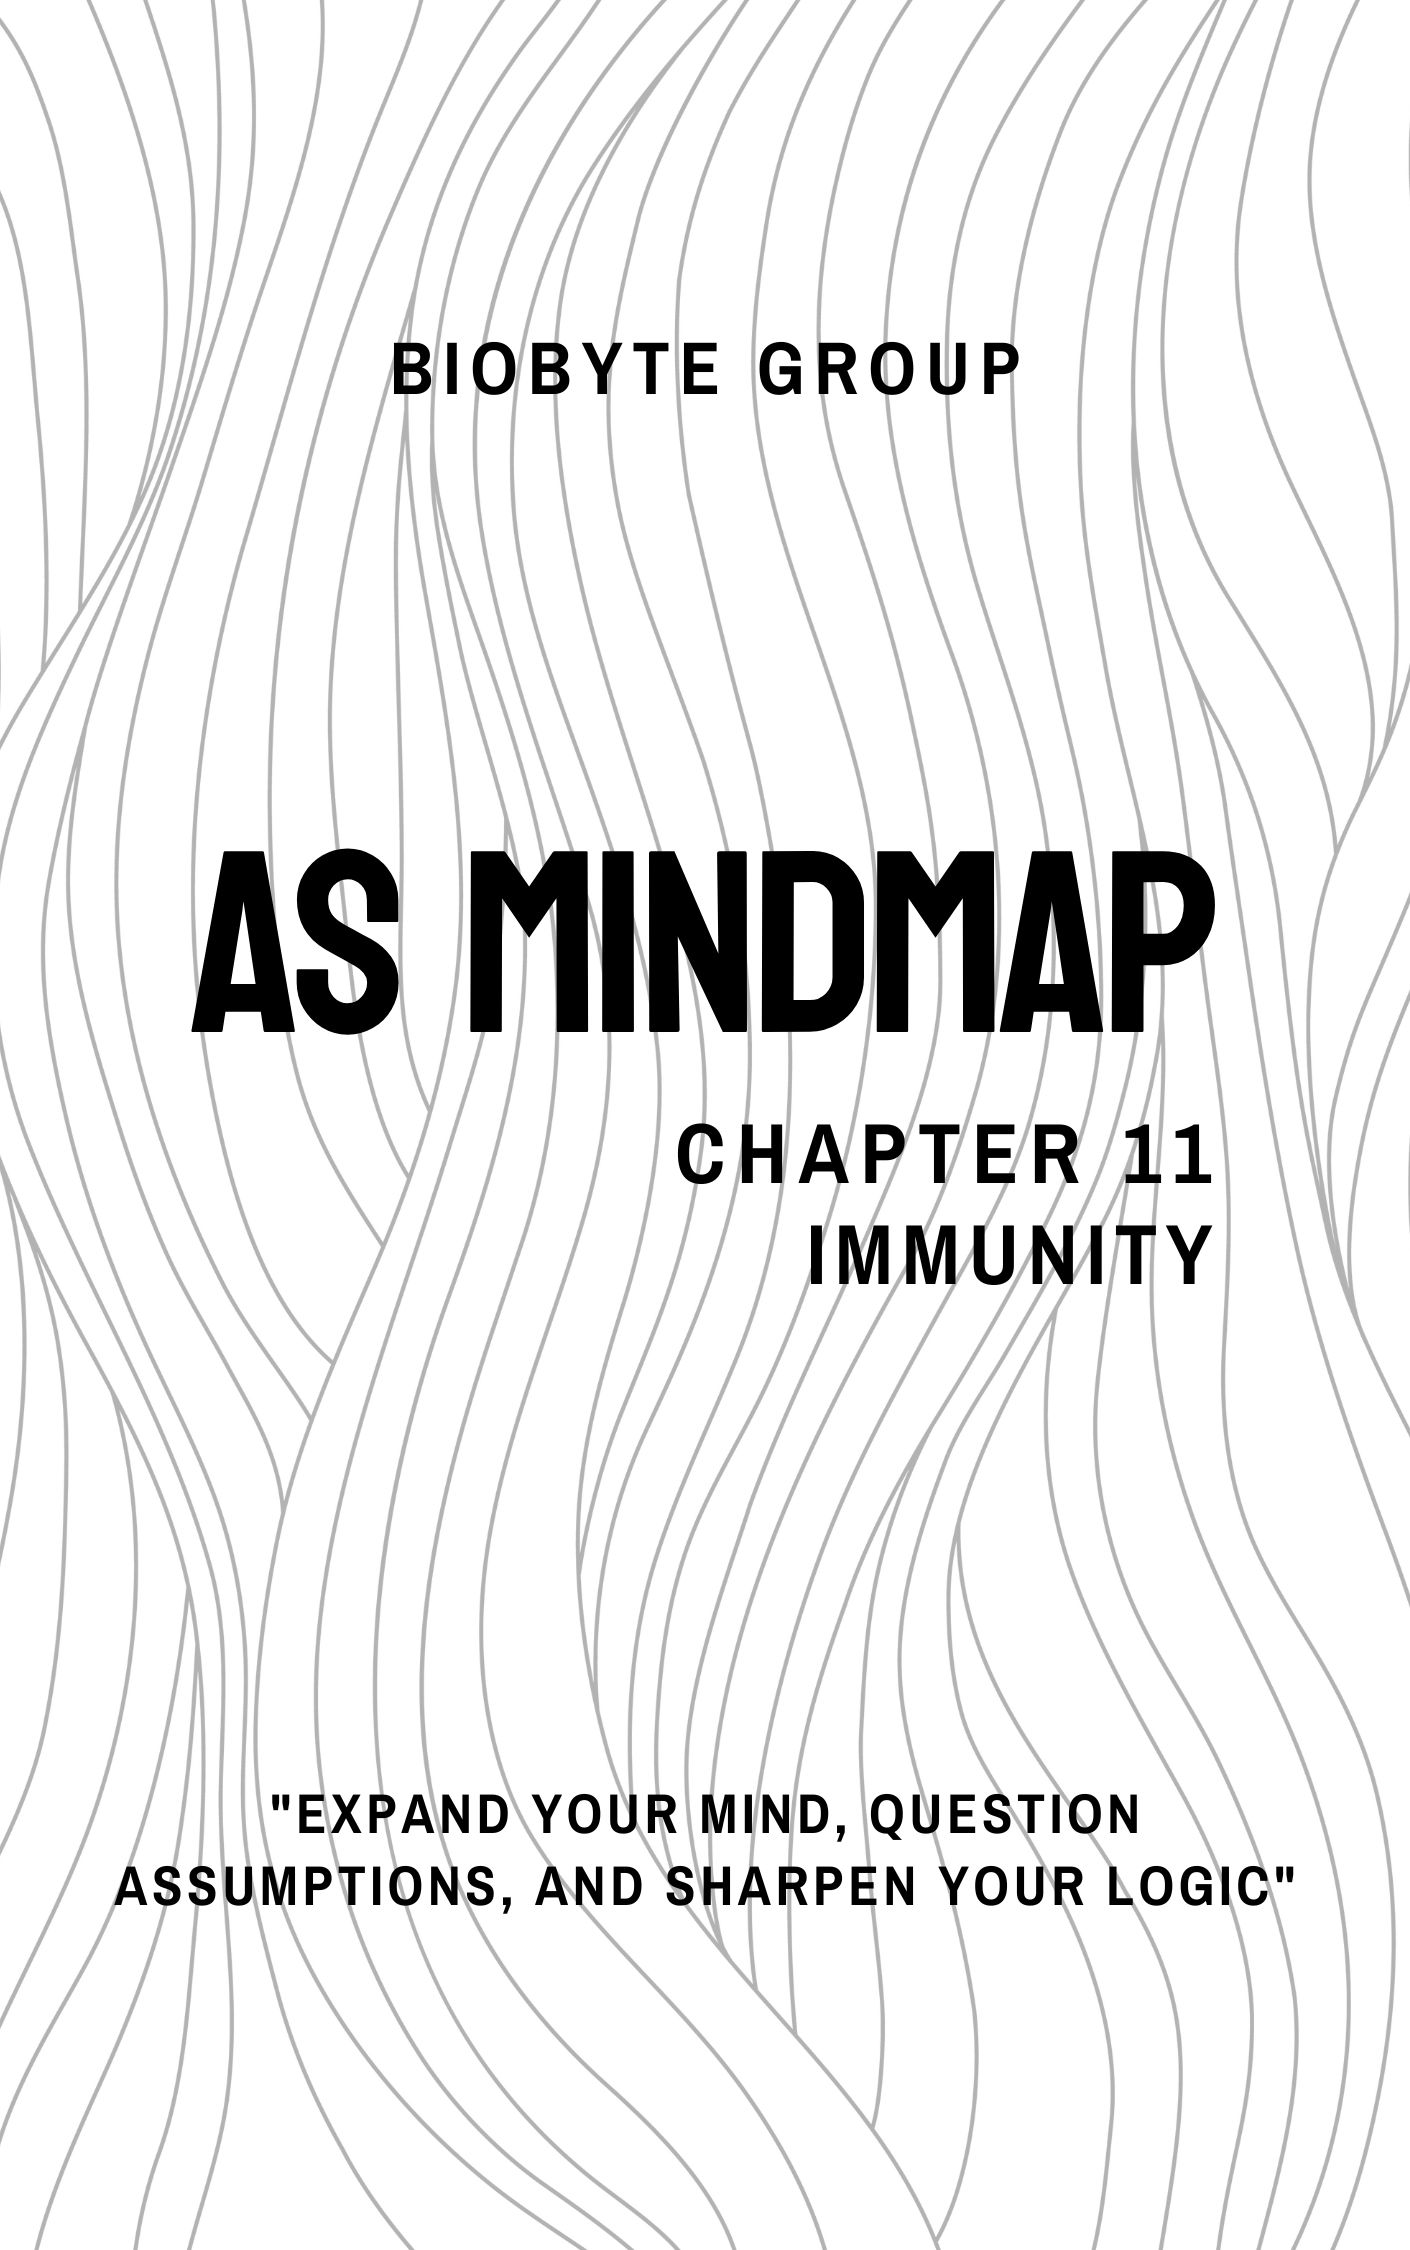 BIOBYTE GROUP
AS MINDMAP
CHAPTER 11
IMMUNITY
"EXPAND YOUR MIND, QUESTION
ASSUMPTIONS, AND SHARPEN YOUR LOGIC"